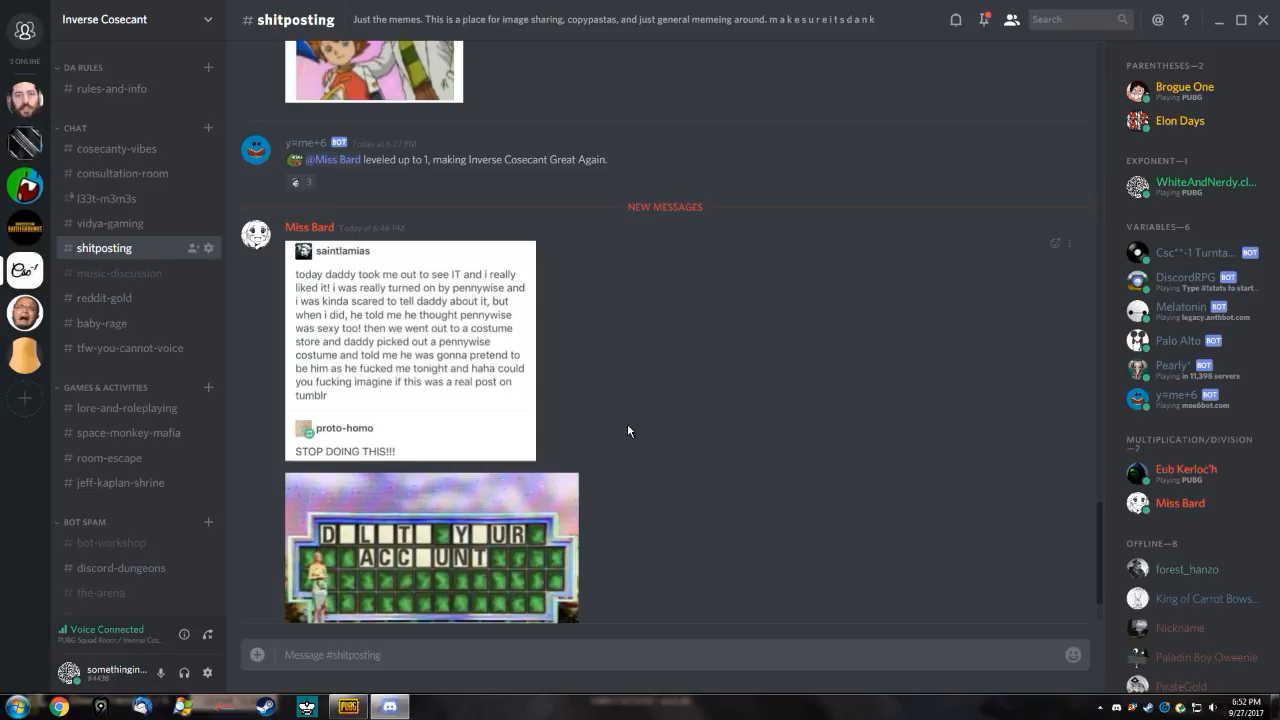 Inverse Cosecant
# shitposting
Just the memes. This is a place for image sharing, copypastas, and just general memeing around. m a k e s u r e i t s d a n k
Search
3 ONLINE
DA RULES
# rules-and-info
CHAT
# cosecanty-vibes
# consultation-room
# l33t-m3m3s
# vidya-gaming
# shitposting
# music-discussion
# reddit-gold
# baby-rage
# tfw-you-cannot-voice
GAMES & ACTIVITIES
# lore-and-roleplaying
# space-monkey-mafia
# room-escape
# jeff-kaplan-shrine
BOT SPAM
# bot-workshop
# discord-dungeons
# the-arena
Voice Connected
PUBG Squad Room / Inverse Cos...
somethingin...
#4438
y=me+6 BOT Today at 6:27 PM
@Miss Bard leveled up to 1, making Inverse Cosecant Great Again.
3
NEW MESSAGES
Miss Bard Today at 6:46 PM
saintlamias
today daddy took me out to see IT and i really
liked it! i was really turned on by pennywise and
i was kinda scared to tell daddy about it, but
when i did, he told me he thought pennywise
was sexy too! then we went out to a costume
store and daddy picked out a pennywise
costume and told me he was gonna pretend to
be him as he fucked me tonight and haha could
you fucking imagine if this was a real post on
tumblr
proto-homo
STOP DOING THIS!!!
D L T Y UR
ACC UNT
Message #shitposting
PARENTHESES—2
Brogue One
Playing PUBG
Elon Days
EXPONENT—1
WhiteAndNerdy.cl...
Playing PUBG
VARIABLES—6
Csc**-1 Turnta... BOT
DiscordRPG BOT
Playing Type #!stats to start...
Melatonin BOT
Playing legacy.anthbot.com
Palo Alto BOT
Pearly* BOT
Playing in 11,398 servers
y=me+6 BOT
Playing mee6bot.com
MULTIPLICATION/DIVISION
—2
Eub Kerloc'h
Playing PUBG
Miss Bard
OFFLINE—8
forest_hanzo
King of Carrot Bows...
Nickname
Paladin Boy Oweenie
PirateGold
6:52 PM
9/27/2017